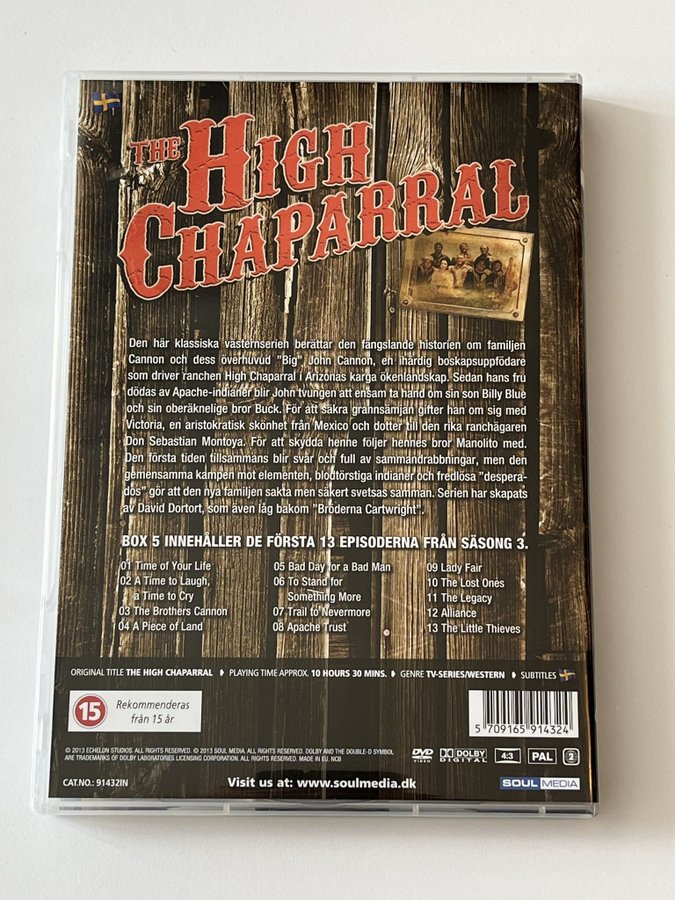 THE HIGH
CHAPARRAL
Den här klassiska västernserien berättar den fängslande historien om familjen
Cannon och dess överhuvud "Big" John Cannon, en ihärdig boskapsuppfödare
som driver ranchen High Chaparral i Arizonas karga ökenlandskap. Sedan hans fru
dödas av Apache-indianer blir John tvungen att ensam ta hand om sin son Billy Blue
och sin oberäknelige bror Buck. För att säkra gränsämjan gifter han om sig med
Victoria, en aristokratisk skönhet från Mexico och dotter till den rika ranchägaren
Don Sebastian Montoya. För att skydda henne följer hennes bror Manolito med.
Den första tiden tillsammans blir svår och full av sammandrabbningar, men den
gemensamma kampen mot elementen, blodtörstiga indianer och fredlösa "despera-
dos" gör att den nya familjen sakta men säkert svetsas samman. Serien har skapats
av David Dortort, som även låg bakom "Bröderna Cartwright".
BOX 5 INNEHÅLLER DE FÖRSTA 13 EPISODERNA FRÅN SÄSONG 3.
01 Time of Your Life
02 A Time to Laugh,
a Time to Cry
03 The Brothers Cannon
04 A Piece of Land
05 Bad Day for a Bad Man
06 To Stand for
Something More
07 Trail to Nevermore
08 Apache Trust
09 Lady Fair
10 The Lost Ones
11 The Legacy
12 Alliance
13 The Little Thieves
ORIGINAL TITLE THE HIGH CHAPARRAL PLAYING TIME APPROX. 10 HOURS 30 MINS. GENRE TV-SERIES/WESTERN SUBTITLES
15 Rekommenderas
från 15 år
5 709165 914324
© 2013 ECHELON STUDIOS. ALL RIGHTS RESERVED. © 2013 SOUL MEDIA. ALL RIGHTS RESERVED. DOLBY AND THE DOUBLE-D SYMBOL
ARE TRADEMARKS OF DOLBY LABORATORIES LICENSING CORPORATION. ALL RIGHT RESERVED. MADE IN EU. NCB
DVD VIDEO DOLBY DIGITAL 4:3 PAL 2
CAT.NO.: 91432IN
Visit us at: www.soulmedia.dk
SOUL MEDIA